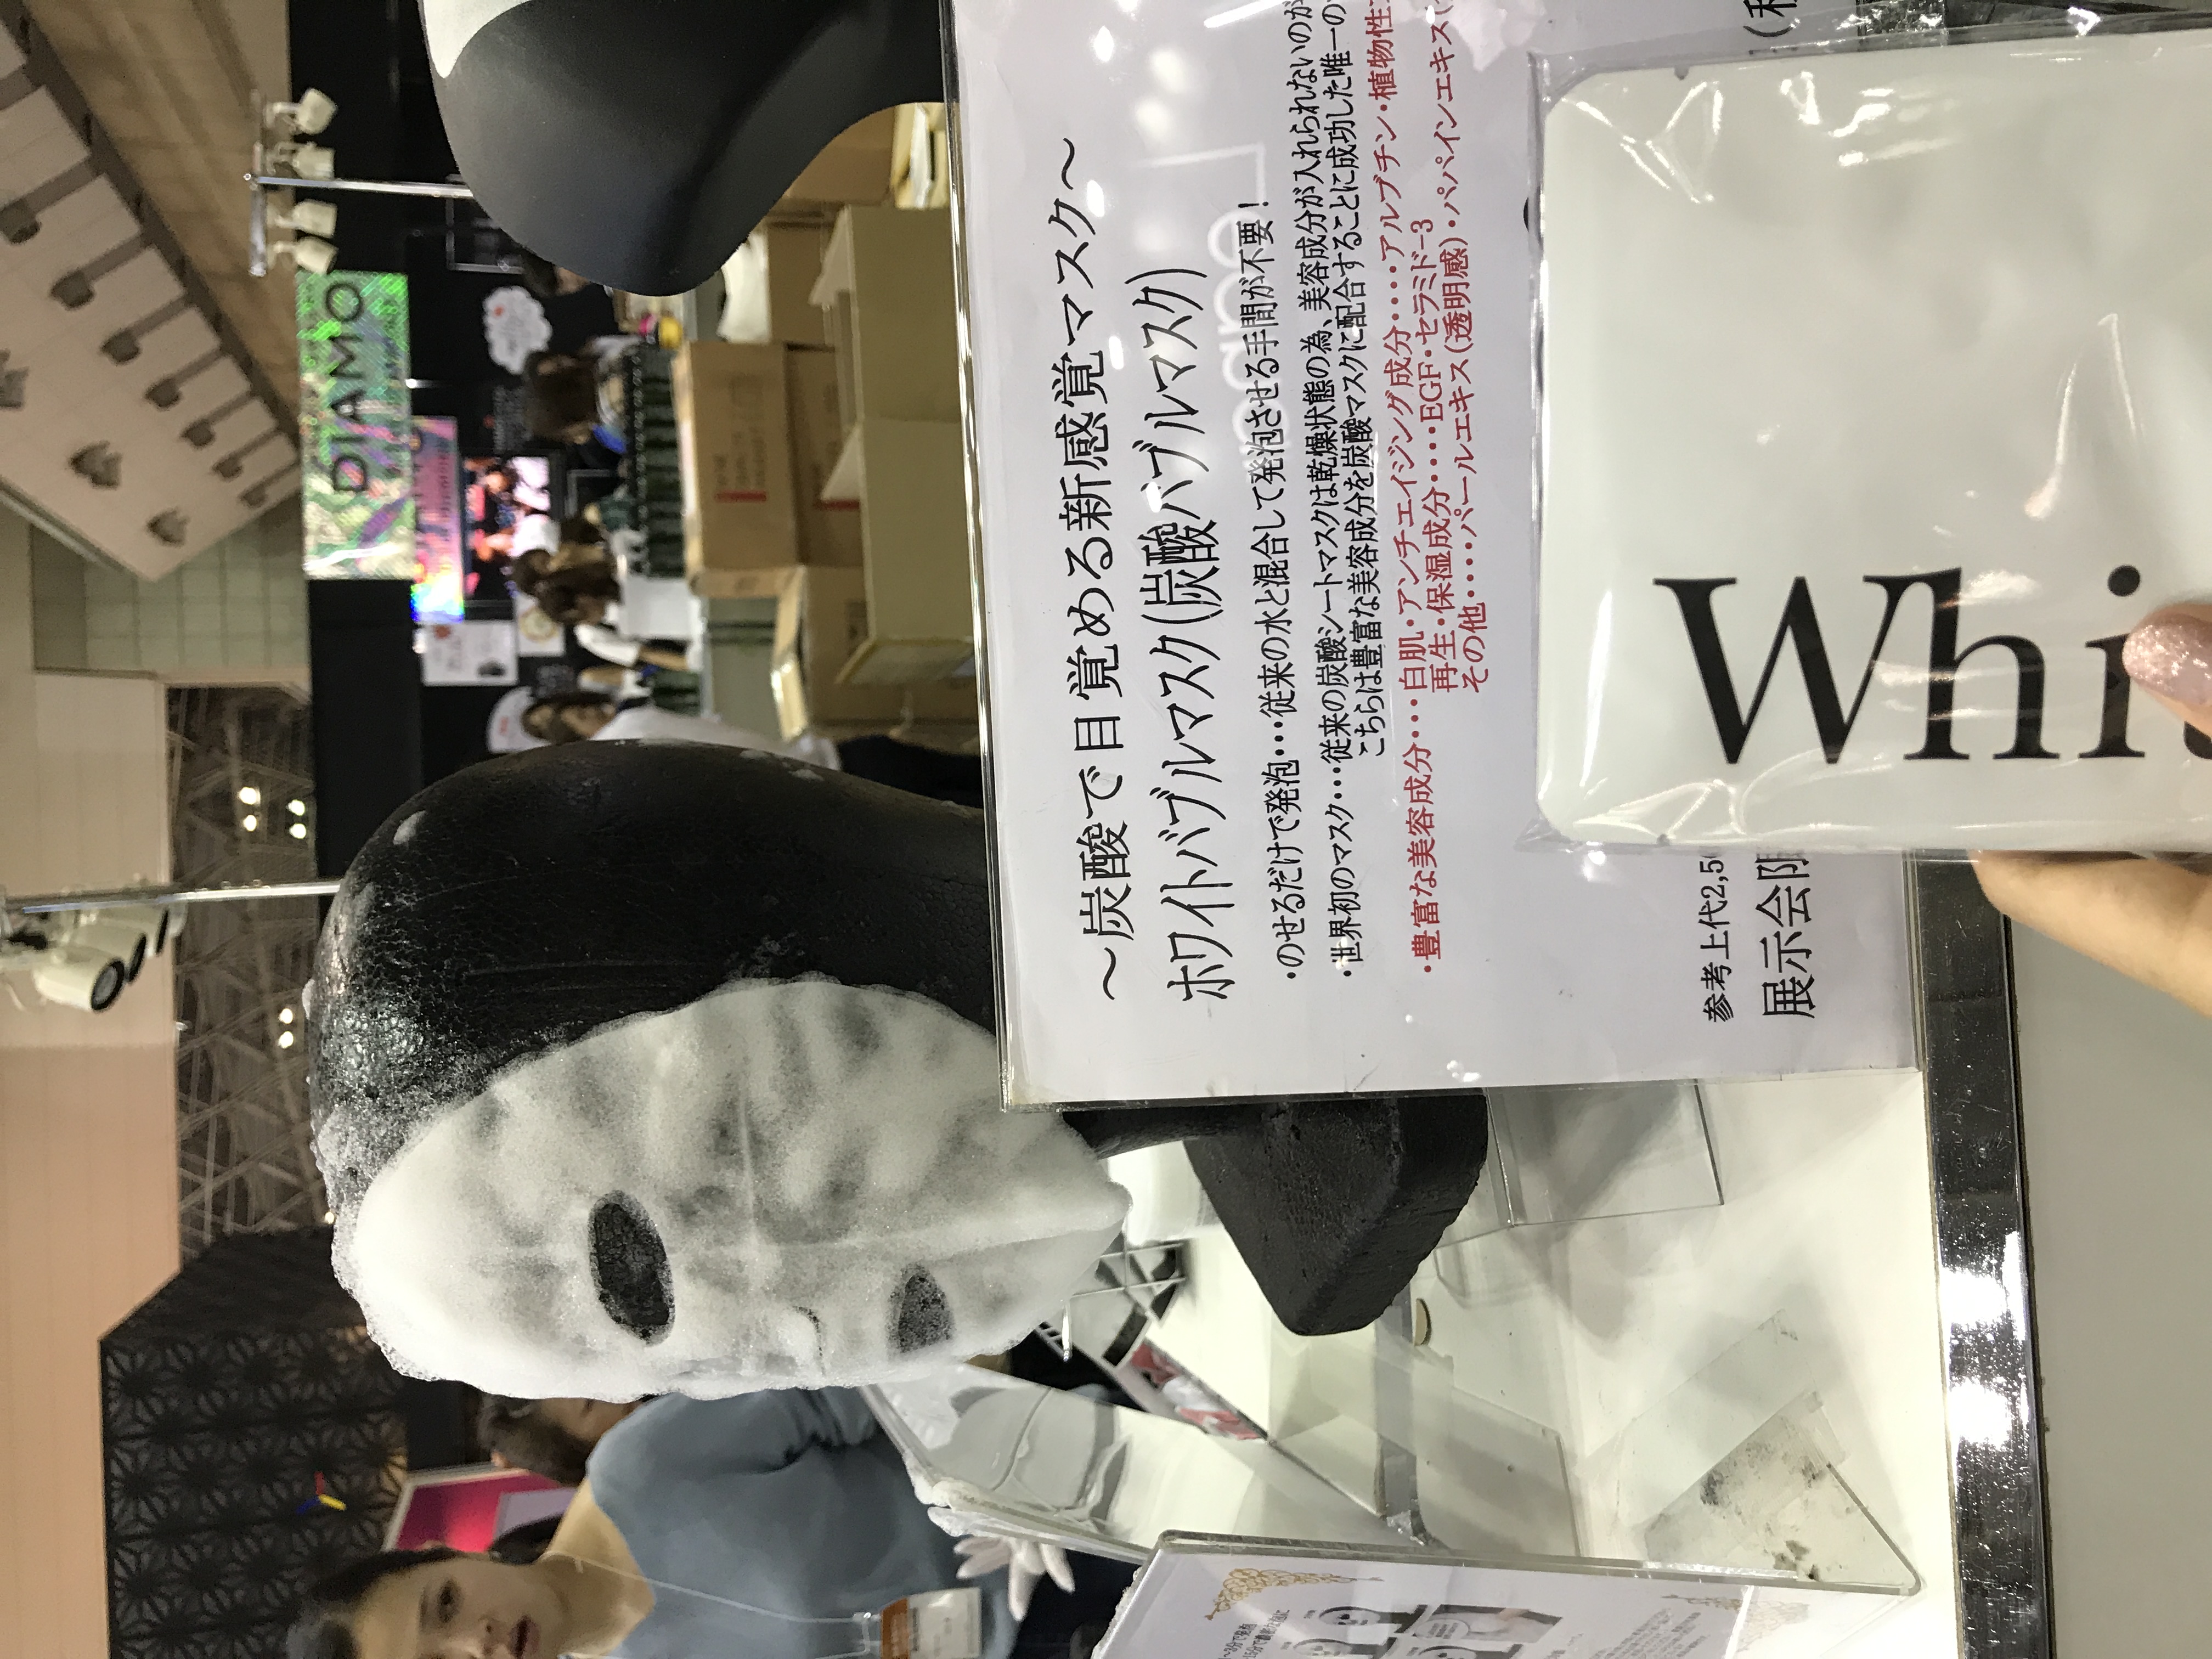 ～炭酸で目覚める新感覚マスク～
ホワイトバブルマスク(炭酸バブルマスク)
・のせるだけで発泡･･･従来の水と混合して発泡させる手間が不要！
・世界初のマスク････従来の炭酸シートマスクは乾燥状態の為、美容成分が入れられないのが
こちらは豊富な美容成分を炭酸マスクに配合することに成功した唯一の
・豊富な美容成分･･･白肌・アンチエイジング成分････アルブチン・植物性
再生・保湿成分････EGF・セラミド-3
その他･････パールエキス(透明感)・パパインエキス(
参考上代2,5
展示会限
(税
Whi
DIAMO